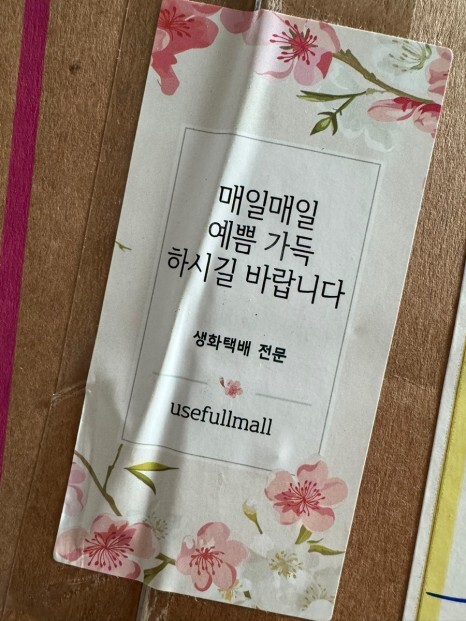 매일매일
예쁨 가득
하시길 바랍니다
생화택배 전문
usefullmall